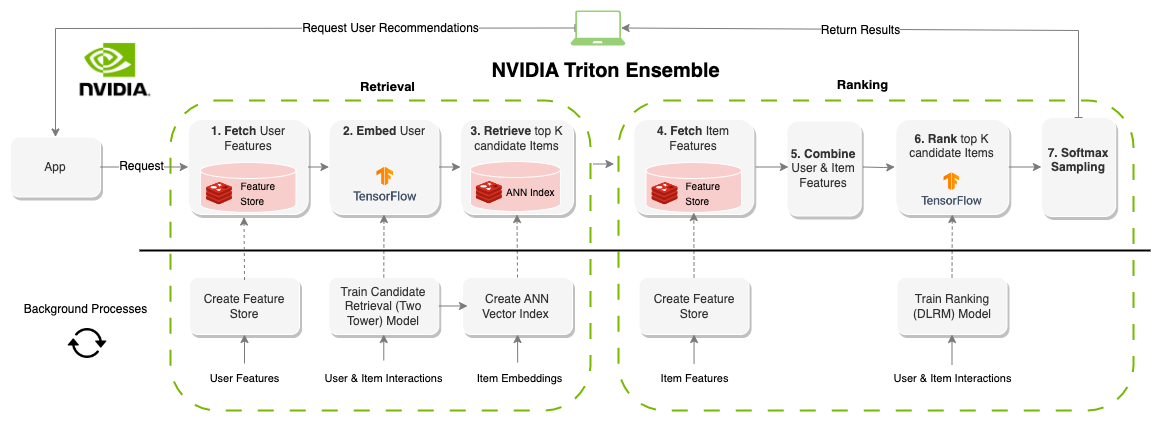 Request User Recommendations
Return Results
NVIDIA Triton Ensemble
NVIDIA.
Retrieval
Ranking
App
Request
1. Fetch User
Features
Feature
Store
2. Embed User
TensorFlow
3. Retrieve top K
candidate Items
ANN Index
4. Fetch Item
Features
Feature
Store
5. Combine
User & Item
Features
6. Rank top K
candidate Items
TensorFlow
7. Softmax
Sampling
Background Processes
Create Feature
Store
User Features
Train Candidate
Retrieval (Two
Tower) Model
User & Item Interactions
Create ANN
Vector Index
Item Embeddings
Create Feature
Store
Item Features
Train Ranking
(DLRM) Model
User & Item Interactions